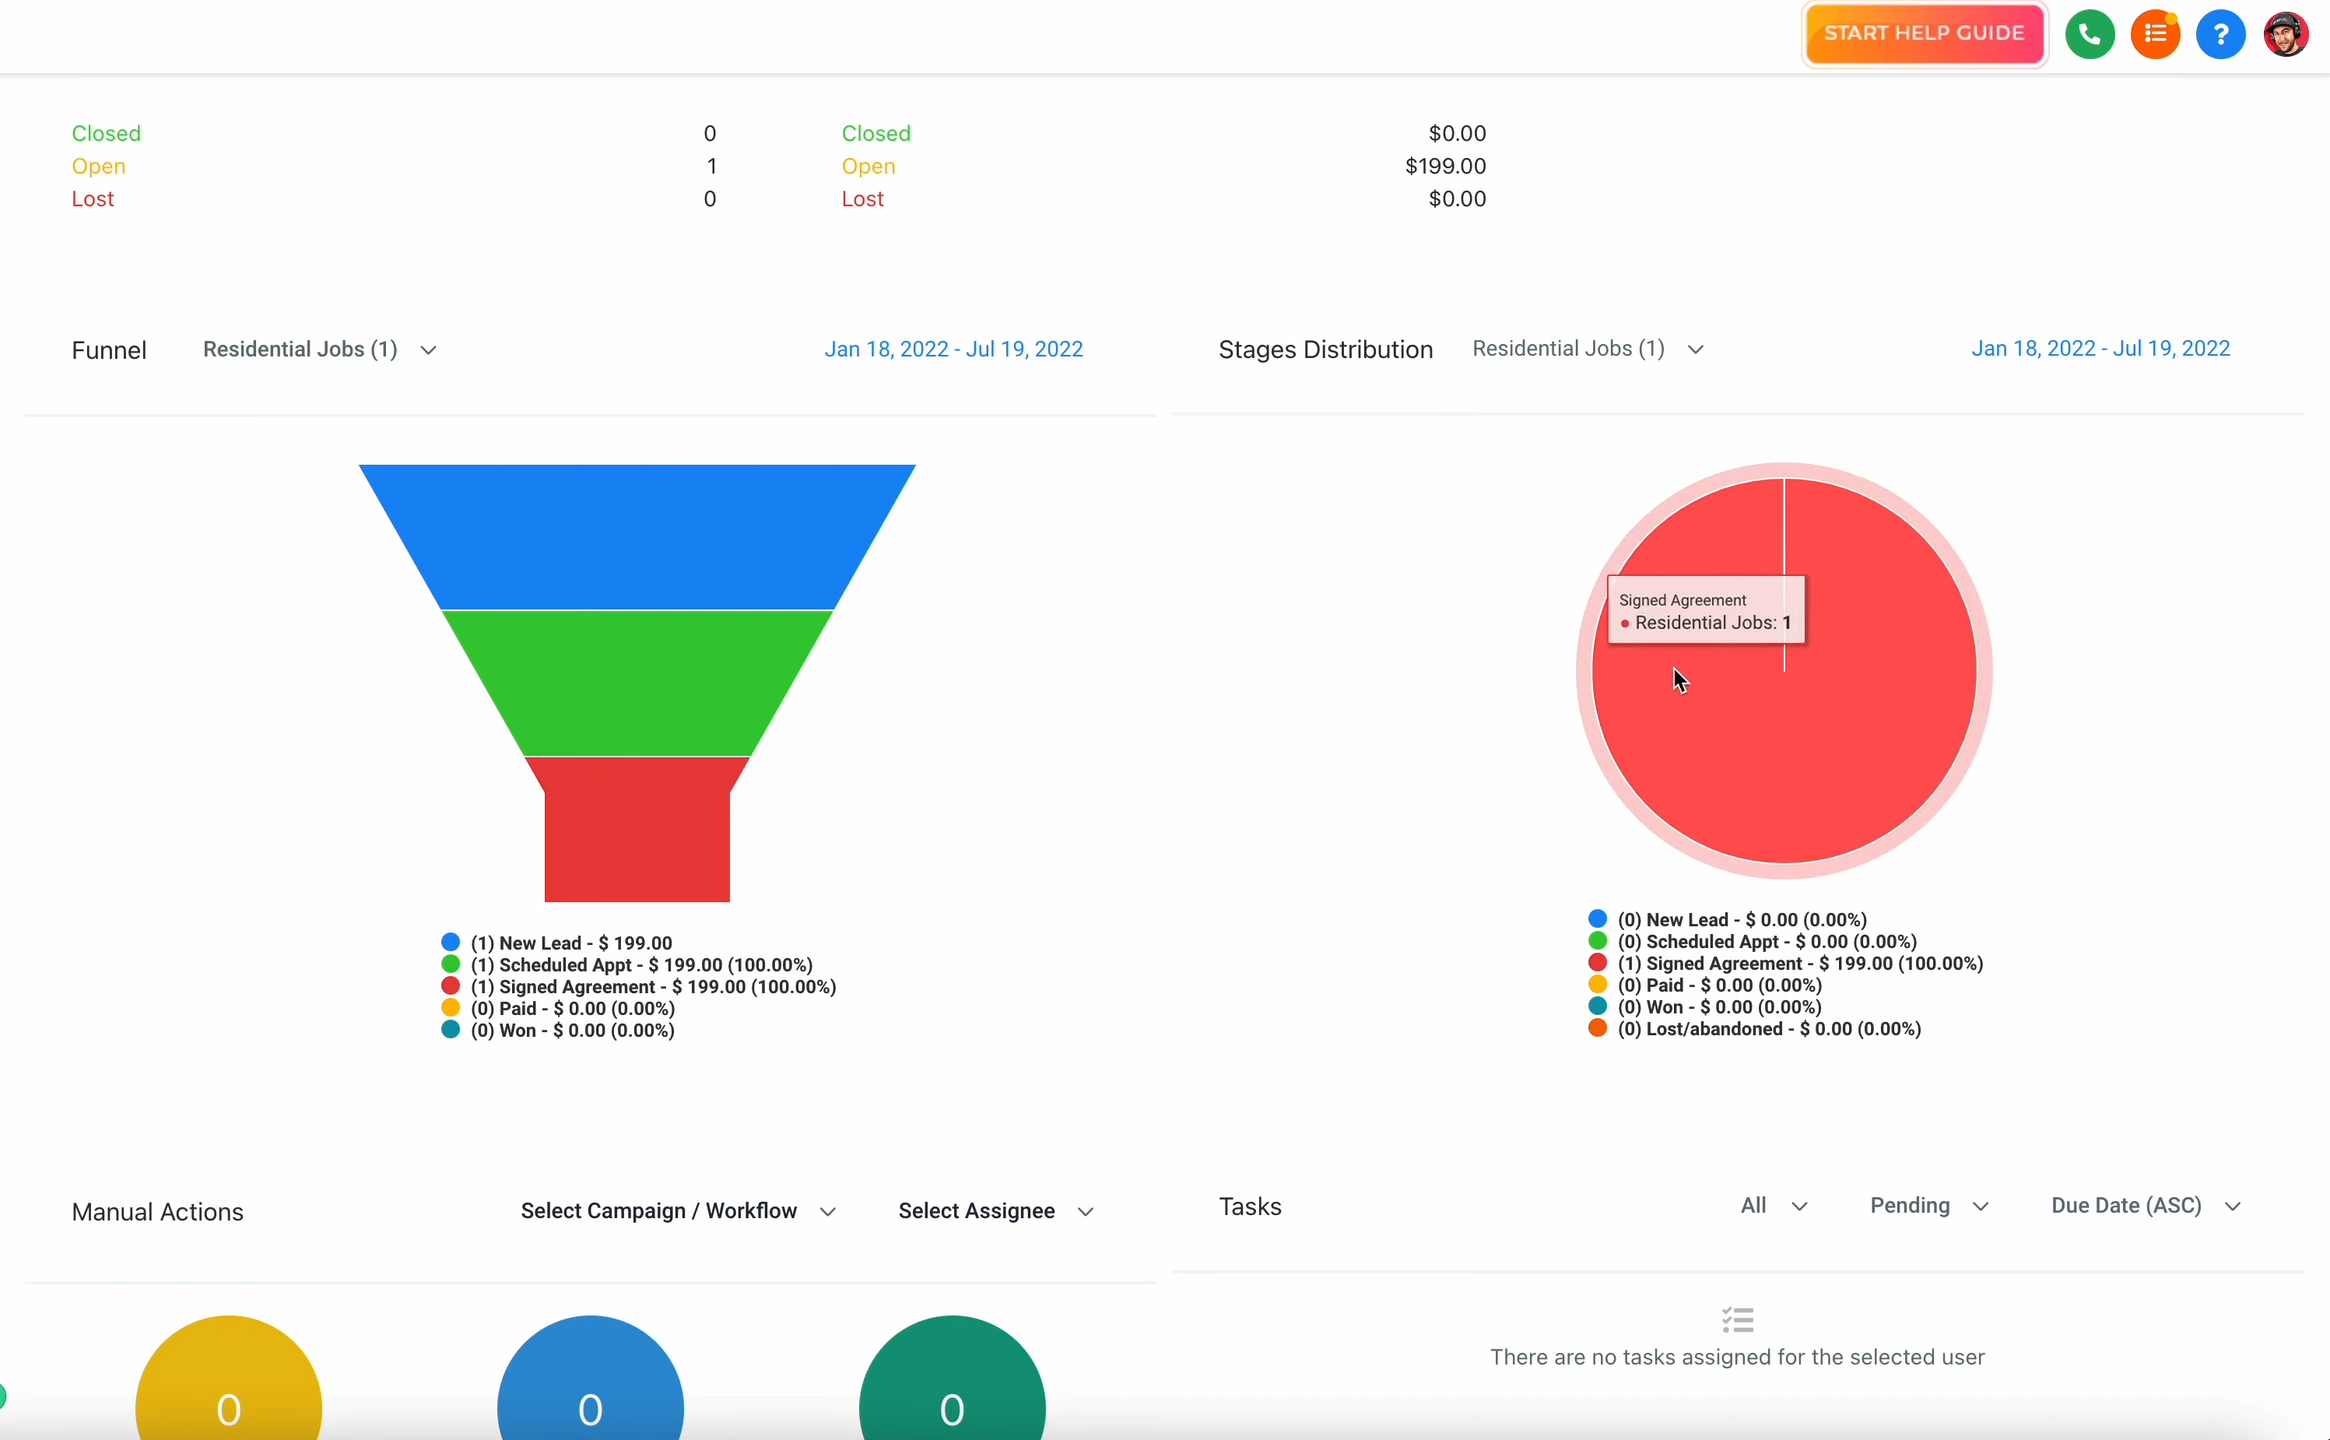 START HELP GUIDE
?
Closed 0 Closed $0.00
Open 1 Open $199.00
Lost 0 Lost $0.00
Funnel Residential Jobs (1) Jan 18, 2022 - Jul 19, 2022
Stages Distribution Residential Jobs (1) Jan 18, 2022 - Jul 19, 2022
Signed Agreement
Residential Jobs: 1
(1) New Lead - $ 199.00
(1) Scheduled Appt - $ 199.00 (100.00%)
(1) Signed Agreement - $ 199.00 (100.00%)
(0) Paid - $ 0.00 (0.00%)
(0) Won - $ 0.00 (0.00%)
(0) New Lead - $ 0.00 (0.00%)
(0) Scheduled Appt - $ 0.00 (0.00%)
(1) Signed Agreement - $ 199.00 (100.00%)
(0) Paid - $ 0.00 (0.00%)
(0) Won - $ 0.00 (0.00%)
(0) Lost/abandoned - $ 0.00 (0.00%)
Manual Actions Select Campaign / Workflow Select Assignee
0 0 0
Tasks All Pending Due Date (ASC)
There are no tasks assigned for the selected user